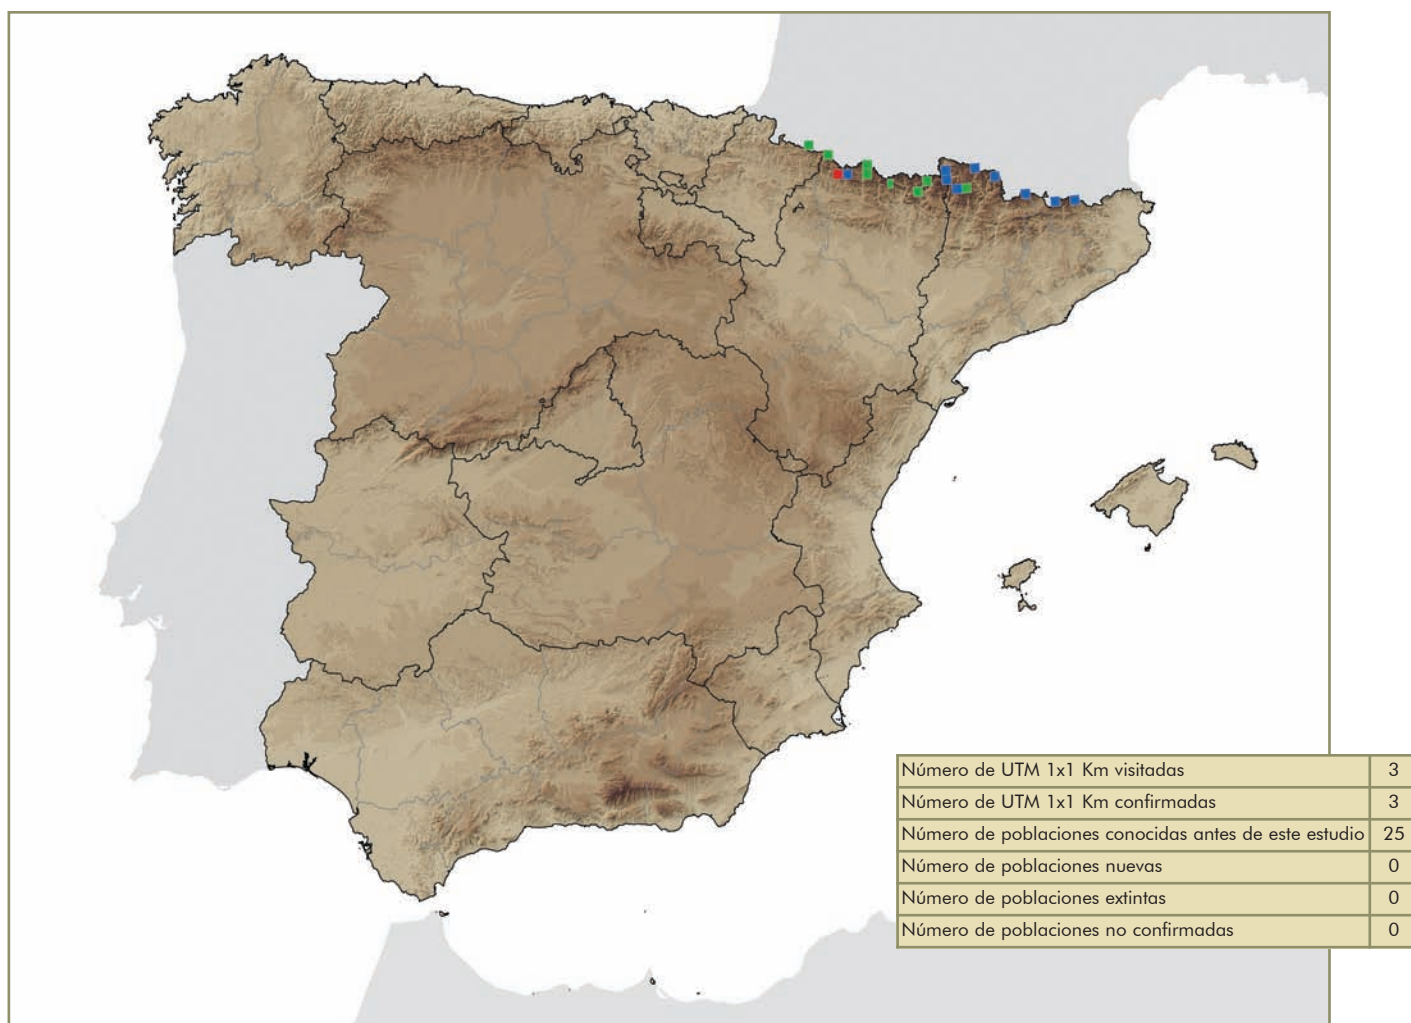 Número de UTM 1x1 Km visitadas 3
Número de UTM 1x1 Km confirmadas 3
Número de poblaciones conocidas antes de este estudio 25
Número de poblaciones nuevas 0
Número de poblaciones extintas 0
Número de poblaciones no confirmadas 0